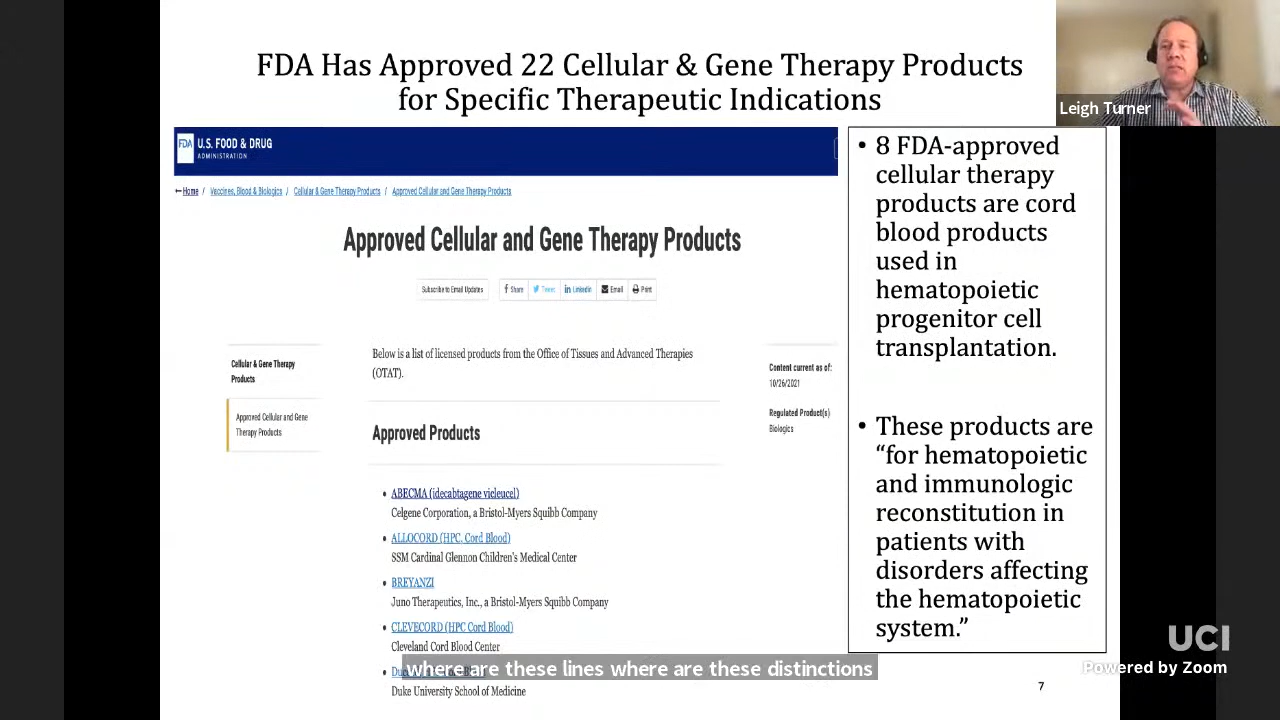 FDA Has Approved 22 Cellular & Gene Therapy Products
for Specific Therapeutic Indications
Leigh Turner
FDA
U.S. FOOD & DRUG
ADMINISTRATION
Home / Vaccines, Blood & Biologics / Cellular & Gene Therapy Products / Approved Cellular and Gene Therapy Products
Approved Cellular and Gene Therapy Products
Subscribe to Email Updates
Share Tweet Linkedin Email Print
Cellular & Gene Therapy
Products
Approved Cellular and Gene
Therapy Products
Below is a list of licensed products from the Office of Tissues and Advanced Therapies
(OTAT).
Content current as of:
10/26/2021
Regulated Product(s)
Biologics
Approved Products
• ABECMA (idecabtagene vicleucel)
Celgene Corporation, a Bristol-Myers Squibb Company
• ALLOCORD (HPC, Cord Blood)
SSM Cardinal Glennon Children's Medical Center
• BREYANZI
Juno Therapeutics, Inc., a Bristol-Myers Squibb Company
• CLEVECORD (HPC Cord Blood)
Cleveland Cord Blood Center
Duke University School of Medicine
• 8 FDA-approved
cellular therapy
products are cord
blood products
used in
hematopoietic
progenitor cell
transplantation.
• These products are
“for hematopoietic
and immunologic
reconstitution in
patients with
disorders affecting
the hematopoietic
system.”
where are these lines where are these distinctions
UCI
Powered by Zoom
7